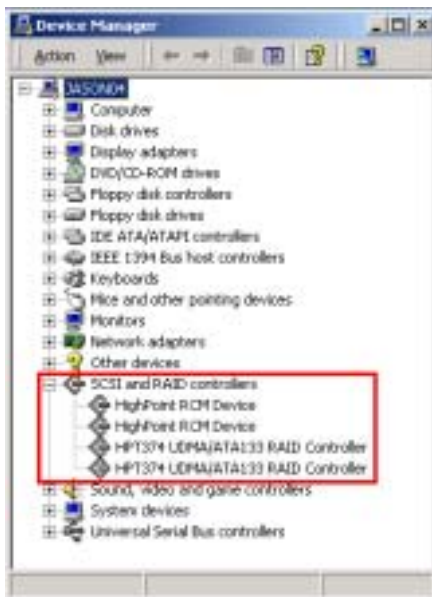 Device Manager
Action View
JASON04
Computer
Disk drives
Display adapters
DVD/CD-ROM drives
Floppy disk controllers
Floppy disk drives
IDE ATA/ATAPI controllers
IEEE 1394 Bus host controllers
Keyboards
Mice and other pointing devices
Monitors
Network adapters
Other devices
SCSI and RAID controllers
HighPoint RCM Device
HighPoint RCM Device
HPT374 UDMA/ATA133 RAID Controller
HPT374 UDMA/ATA133 RAID Controller
Sound, video and game controllers
System devices
Universal Serial Bus controllers